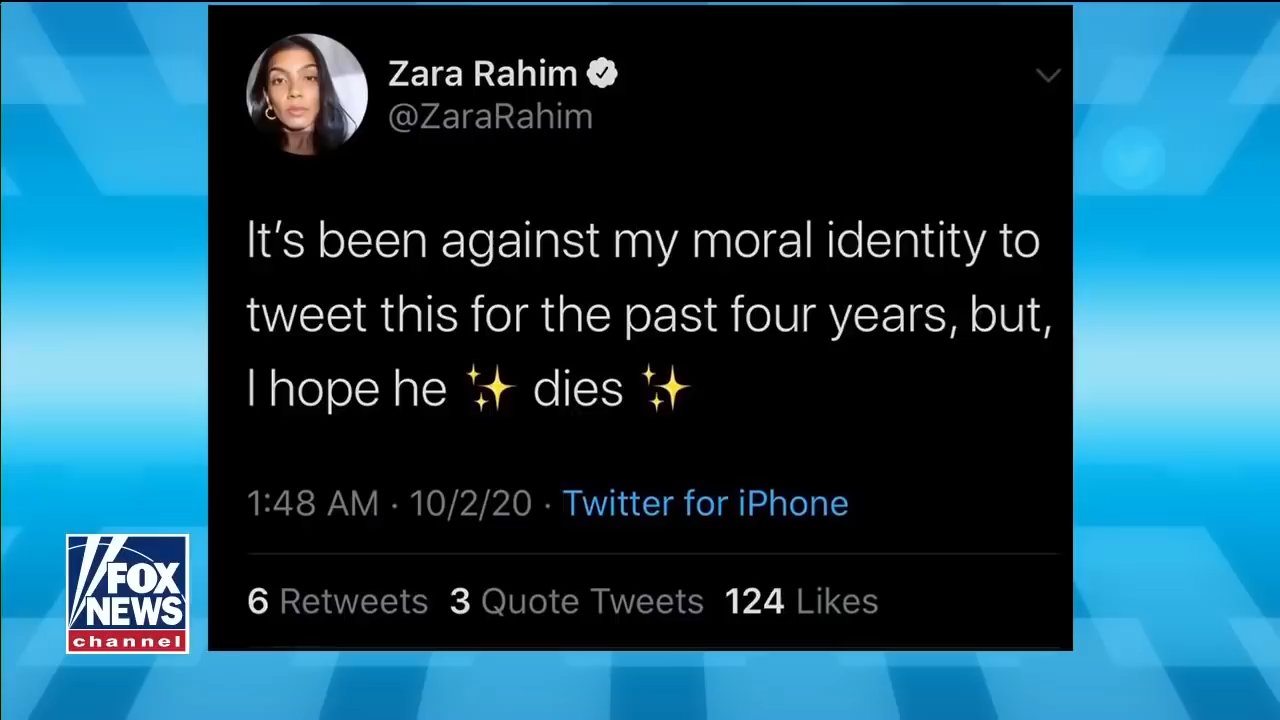 Zara Rahim
@ZaraRahim
It's been against my moral identity to
tweet this for the past four years, but,
I hope he ✨ dies ✨
1:48 AM · 10/2/20 · Twitter for iPhone
6 Retweets 3 Quote Tweets 124 Likes
FOX
NEWS
channel